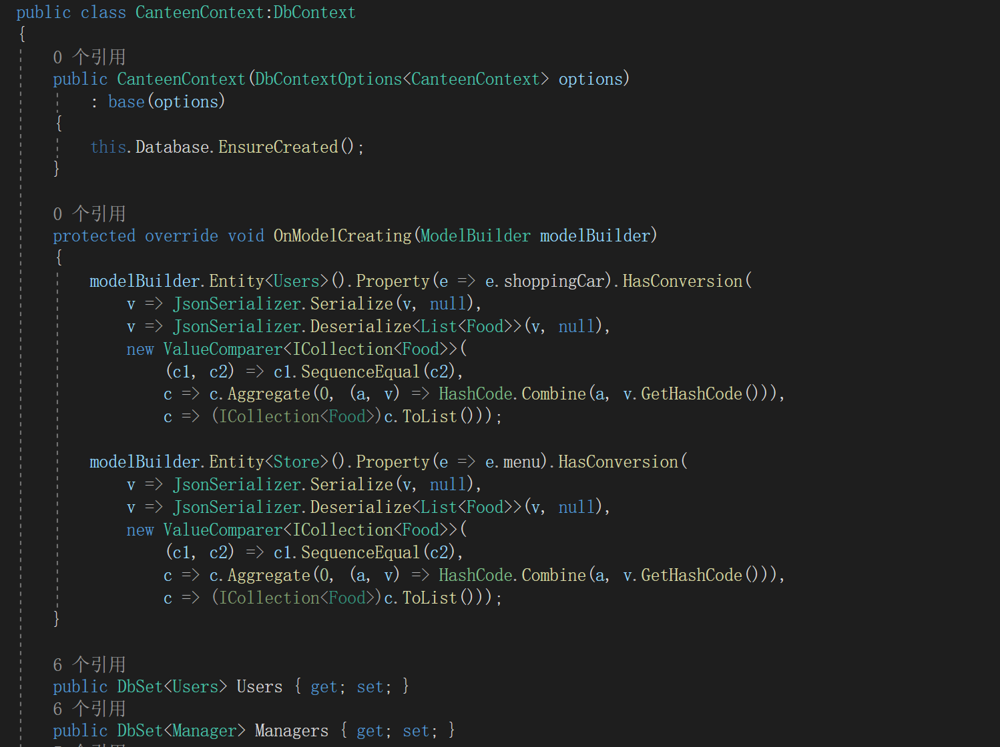 public class CanteenContext:DbContext
{
0 个引用
public CanteenContext(DbContextOptions<CanteenContext> options)
: base(options)
{
this.Database.EnsureCreated();
}
0 个引用
protected override void OnModelCreating(ModelBuilder modelBuilder)
{
modelBuilder.Entity<Users>().Property(e => e.shoppingCar).HasConversion(
v => JsonSerializer.Serialize(v, null),
v => JsonSerializer.Deserialize<List<Food>>(v, null),
new ValueComparer<ICollection<Food>>(
(c1, c2) => c1.SequenceEqual(c2),
c => c.Aggregate(0, (a, v) => HashCode.Combine(a, v.GetHashCode())),
c => (ICollection<Food>)c.ToList()));
modelBuilder.Entity<Store>().Property(e => e.menu).HasConversion(
v => JsonSerializer.Serialize(v, null),
v => JsonSerializer.Deserialize<List<Food>>(v, null),
new ValueComparer<ICollection<Food>>(
(c1, c2) => c1.SequenceEqual(c2),
c => c.Aggregate(0, (a, v) => HashCode.Combine(a, v.GetHashCode())),
c => (ICollection<Food>)c.ToList()));
}
6 个引用
public DbSet<Users> Users { get; set; }
6 个引用
public DbSet<Manager> Managers { get; set; }